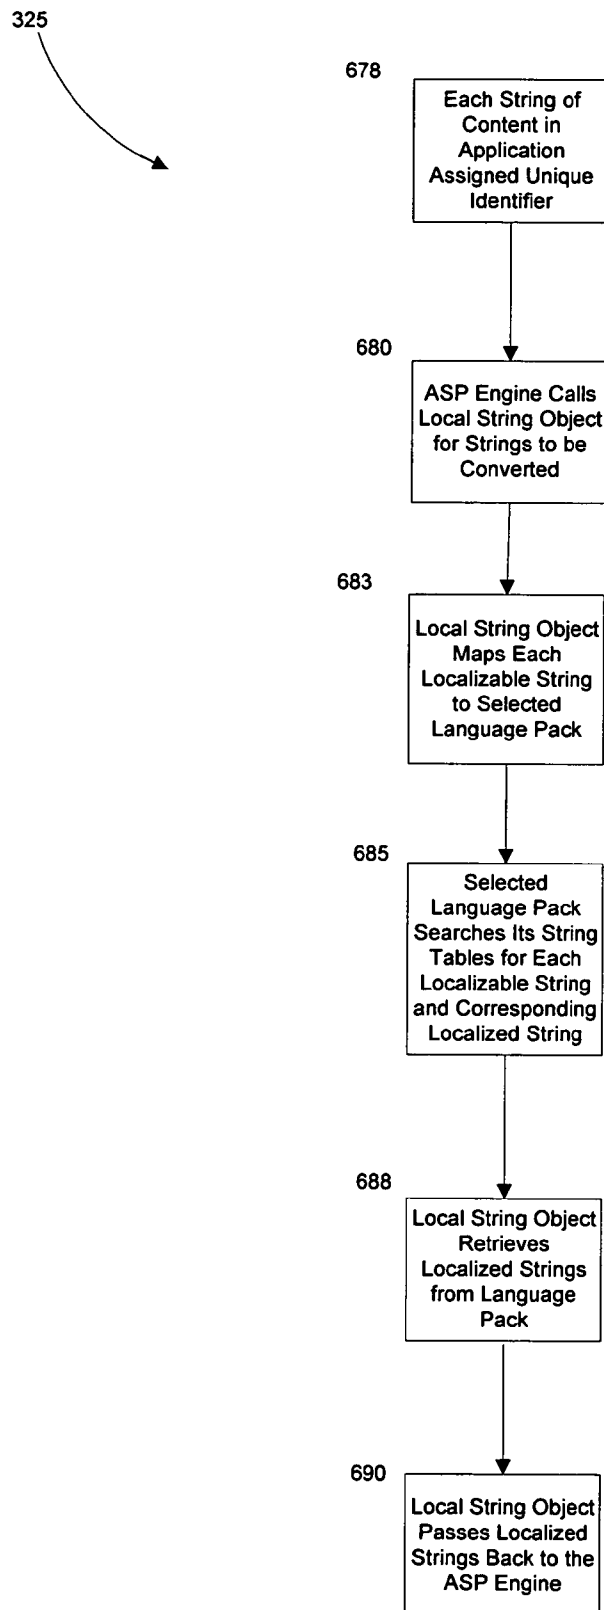 325
678
Each String of
Content in
Application
Assigned Unique
Identifier
680
ASP Engine Calls
Local String Object
for Strings to be
Converted
683
Local String Object
Maps Each
Localizable String
to Selected
Language Pack
685
Selected
Language Pack
Searches Its String
Tables for Each
Localizable String
and Corresponding
Localized String
688
Local String Object
Retrieves
Localized Strings
from Language
Pack
690
Local String Object
Passes Localized
Strings Back to the
ASP Engine